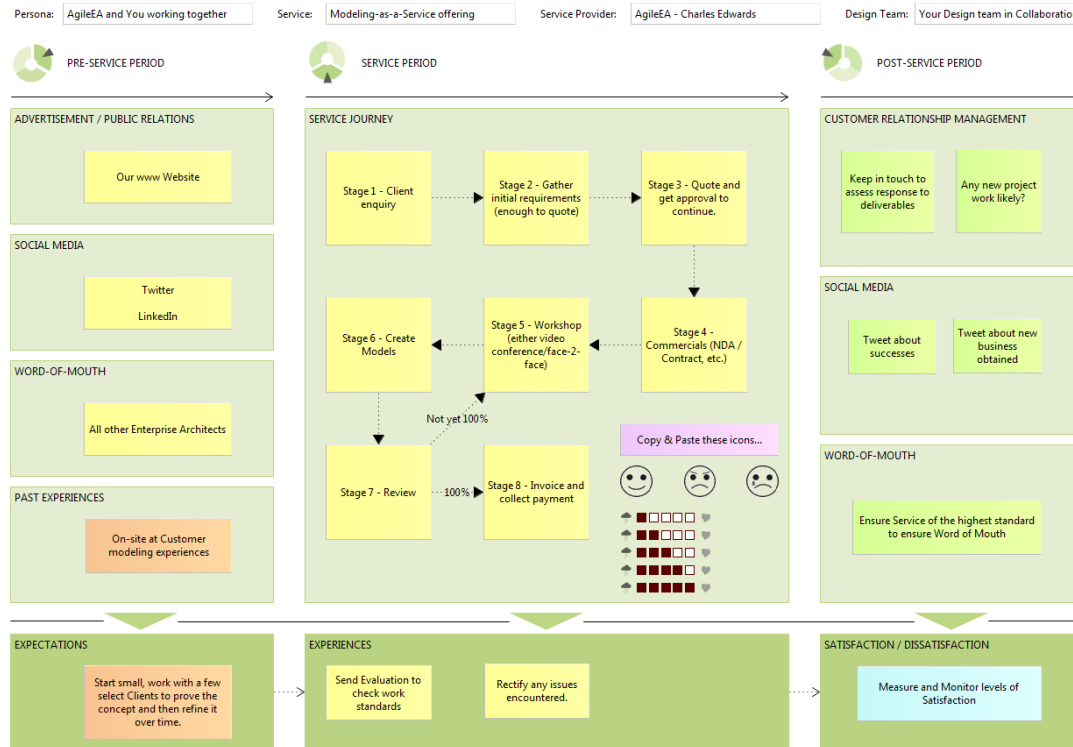 Persona: AgileEA and You working together Service: Modeling-as-a-Service offering Service Provider: AgileEA - Charles Edwards Design Team: Your Design team in Collaboratio
PRE-SERVICE PERIOD
SERVICE PERIOD
POST-SERVICE PERIOD
ADVERTISEMENT / PUBLIC RELATIONS
Our www Website
SOCIAL MEDIA
Twitter
LinkedIn
WORD-OF-MOUTH
All other Enterprise Architects
PAST EXPERIENCES
On-site at Customer
modeling experiences
SERVICE JOURNEY
Stage 1 - Client
enquiry
Stage 2 - Gather
initial requirements
(enough to quote)
Stage 3 - Quote and
get approval to
continue.
Stage 4 -
Commercials (NDA /
Contract, etc.)
Stage 5 - Workshop
(either video
conference/face-2-
face)
Stage 6 - Create
Models
Not yet 100%
Stage 7 - Review
100%
Stage 8 - Invoice and
collect payment
Copy & Paste these icons...
CUSTOMER RELATIONSHIP MANAGEMENT
Keep in touch to
assess response to
deliverables
Any new project
work likely?
SOCIAL MEDIA
Tweet about
successes
Tweet about new
business
obtained
WORD-OF-MOUTH
Ensure Service of the highest standard
to ensure Word of Mouth
EXPECTATIONS
Start small, work with a few
select Clients to prove the
concept and then refine it
over time.
EXPERIENCES
Send Evaluation to
check work
standards
Rectify any issues
encountered.
SATISFACTION / DISSATISFACTION
Measure and Monitor levels of
Satisfaction